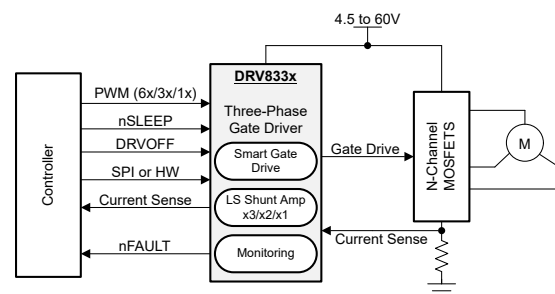 4.5 to 60V
Controller
PWM (6x/3x/1x)
nSLEEP
DRVOFF
SPI or HW
Current Sense
nFAULT
DRV833x
Three-Phase
Gate Driver
Smart Gate
Drive
LS Shunt Amp
x3/x2/x1
Monitoring
Gate Drive
Current Sense
N-Channel
MOSFETS
M